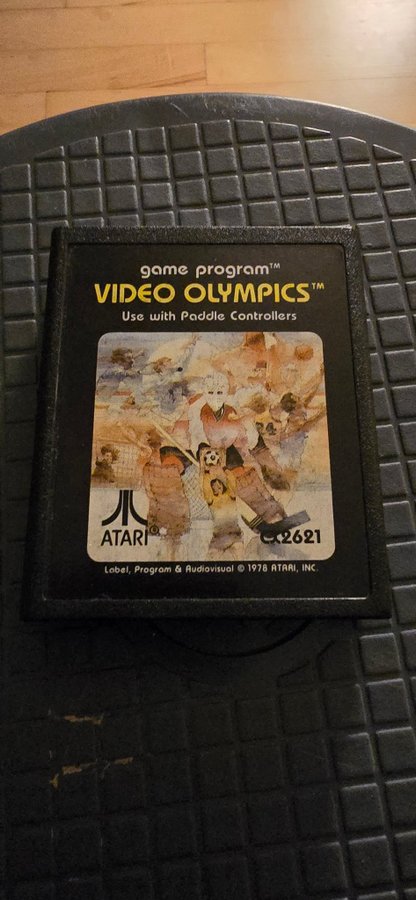 game program™
VIDEO OLYMPICS™
Use with Paddle Controllers
ATARI®
CX2621
Label, Program & Audiovisual © 1978 ATARI, INC.